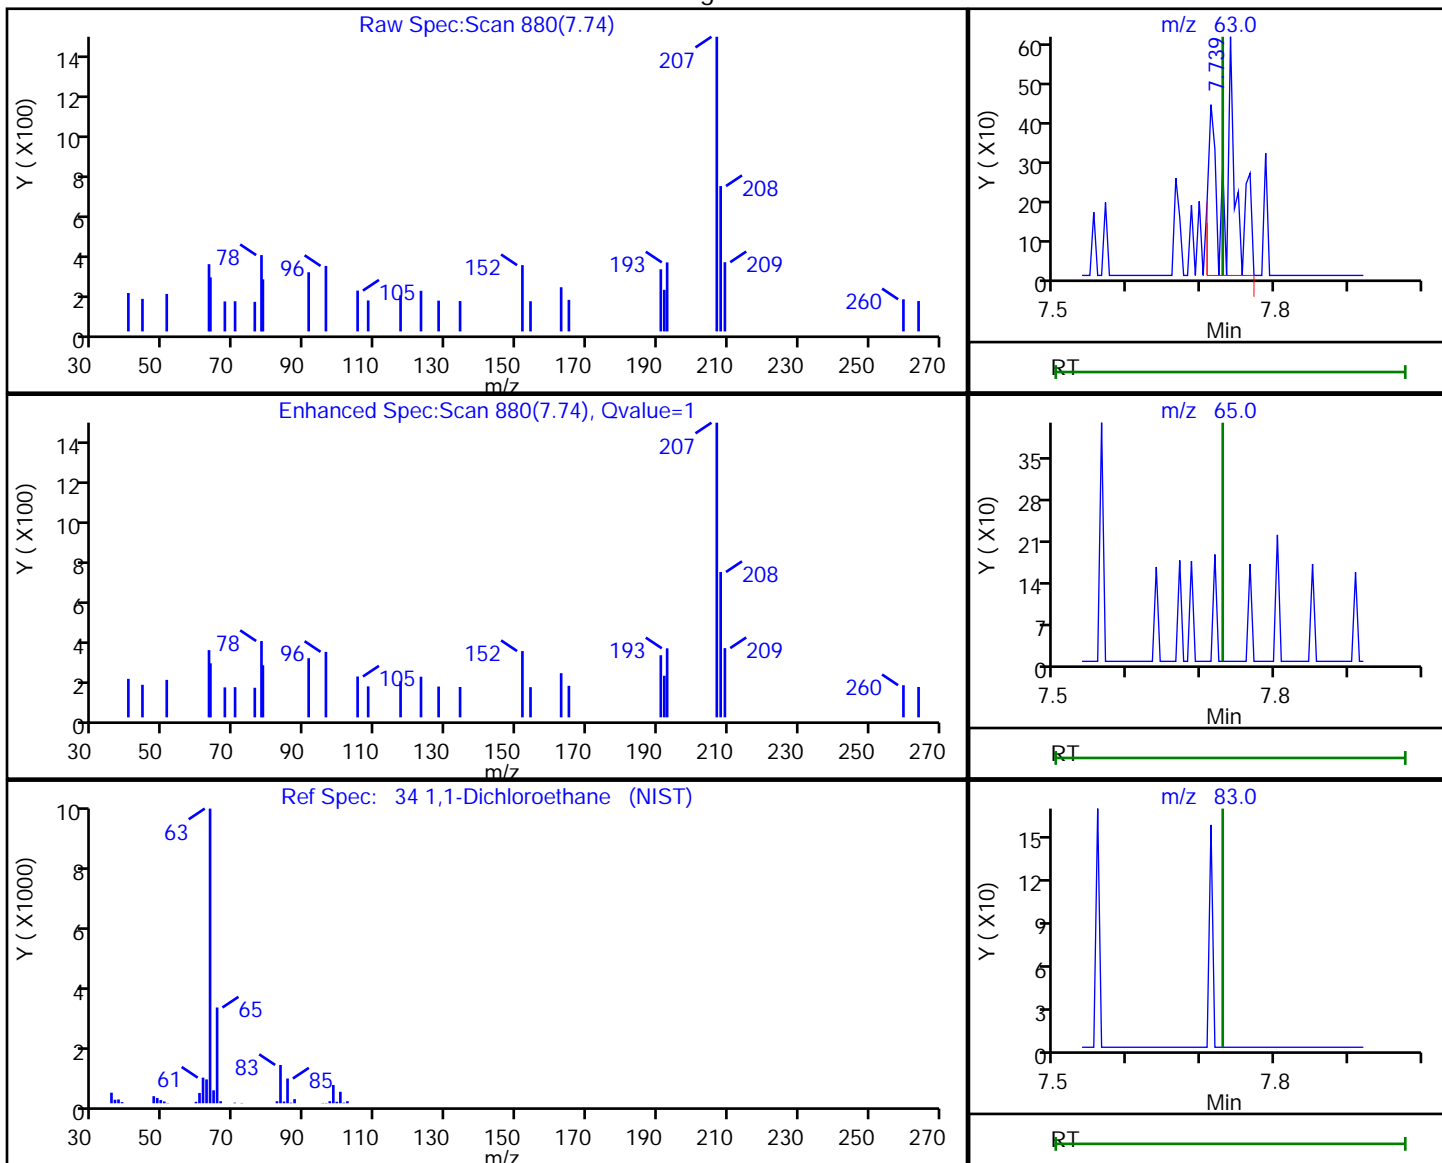 Raw Spec:Scan 880(7.74)
Y ( X100)
14
12
10
8
6
4
2
0
207
208
78
96
105
152
193
209
260
30 50 70 90 110 130 150 170 190 210 230 250 270
m/z
m/z 63.0
Y ( X10)
60
50
40
30
20
10
0
7.739
7.5 7.8
Min
RT
Enhanced Spec:Scan 880(7.74), Qvalue=1
Y ( X100)
14
12
10
8
6
4
2
0
207
208
78
96
105
152
193
209
260
30 50 70 90 110 130 150 170 190 210 230 250 270
m/z
m/z 65.0
Y ( X10)
35
28
21
14
7
0
7.5 7.8
Min
RT
Ref Spec: 34 1,1-Dichloroethane (NIST)
Y ( X1000)
10
8
6
4
2
0
63
65
61
83
85
30 50 70 90 110 130 150 170 190 210 230 250 270
m/z
m/z 83.0
Y ( X10)
15
12
9
6
3
0
7.5 7.8
Min
RT